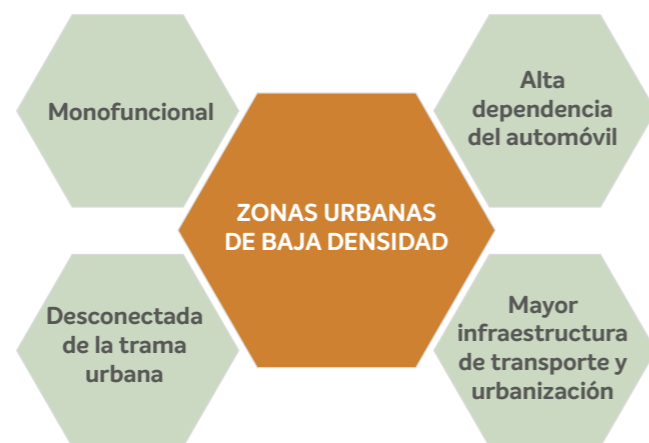 Monofuncional
Alta
dependencia
del automóvil
ZONAS URBANAS
DE BAJA DENSIDAD
Desconectada
de la trama
urbana
Mayor
infraestructura
de transporte y
urbanización